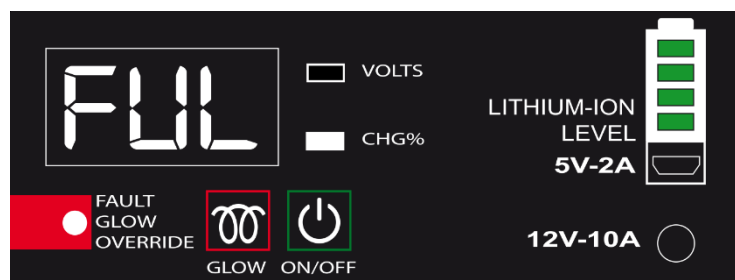 FUL
VOLTS
CHG%
LITHIUM-ION
LEVEL
5V-2A
FAULT
GLOW
OVERRIDE
GLOW
ON/OFF
12V-10A